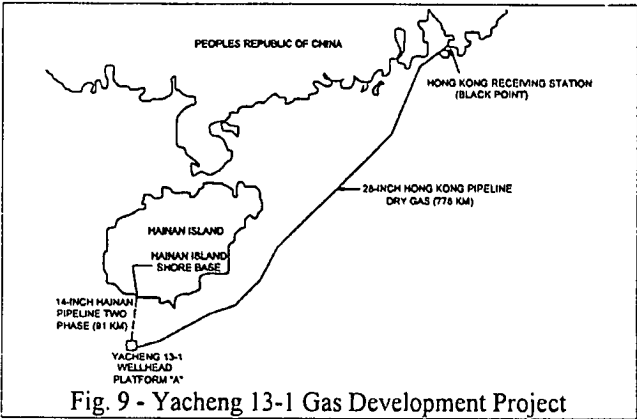 PEOPLES REPUBLIC OF CHINA
HONG KONG RECEIVING STATION
(BLACK POINT)
28-INCH HONG KONG PIPELINE
DRY GAS (778 KM)
HAINAN ISLAND
HAINAN ISLAND
SHORE BASE
14-INCH HAINAN
PIPELINE TWO
PHASE (91 KM)
YACHENG 13-1
WELLHEAD
PLATFORM "A"
Fig. 9 - Yacheng 13-1 Gas Development Project